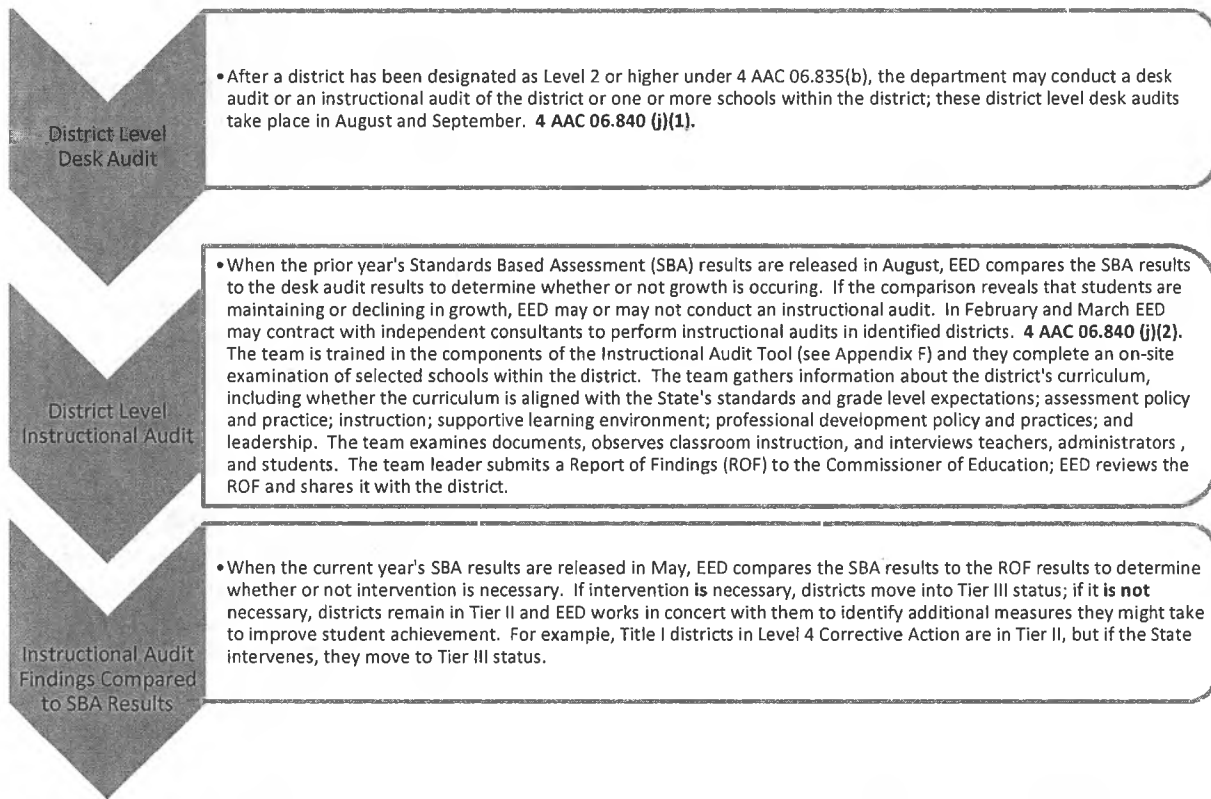 District Level
Desk Audit
•After a district has been designated as Level 2 or higher under 4 AAC 06.835(b), the department may conduct a desk
audit or an instructional audit of the district or one or more schools within the district; these district level desk audits
take place in August and September. 4 AAC 06.840 (j)(1).
District Level
Instructional Audit
•When the prior year's Standards Based Assessment (SBA) results are released in August, EED compares the SBA results
to the desk audit results to determine whether or not growth is occuring. If the comparison reveals that students are
maintaining or declining in growth, EED may or may not conduct an instructional audit. In February and March EED
may contract with independent consultants to perform instructional audits in identified districts. 4 AAC 06.840 (j)(2).
The team is trained in the components of the Instructional Audit Tool (see Appendix F) and they complete an on-site
examination of selected schools within the district. The team gathers information about the district's curriculum,
including whether the curriculum is aligned with the State's standards and grade level expectations; assessment policy
and practice; instruction; supportive learning environment; professional development policy and practices; and
leadership. The team examines documents, observes classroom instruction, and interviews teachers, administrators ,
and students. The team leader submits a Report of Findings (ROF) to the Commissioner of Education; EED reviews the
ROF and shares it with the district.
Instructional Audit
Findings Compared
to SBA Results
•When the current year's SBA results are released in May, EED compares the SBA results to the ROF results to determine
whether or not intervention is necessary. If intervention is necessary, districts move into Tier III status; if it is not
necessary, districts remain in Tier II and EED works in concert with them to identify additional measures they might take
to improve student achievement. For example, Title I districts in Level 4 Corrective Action are in Tier II, but if the State
intervenes, they move to Tier III status.